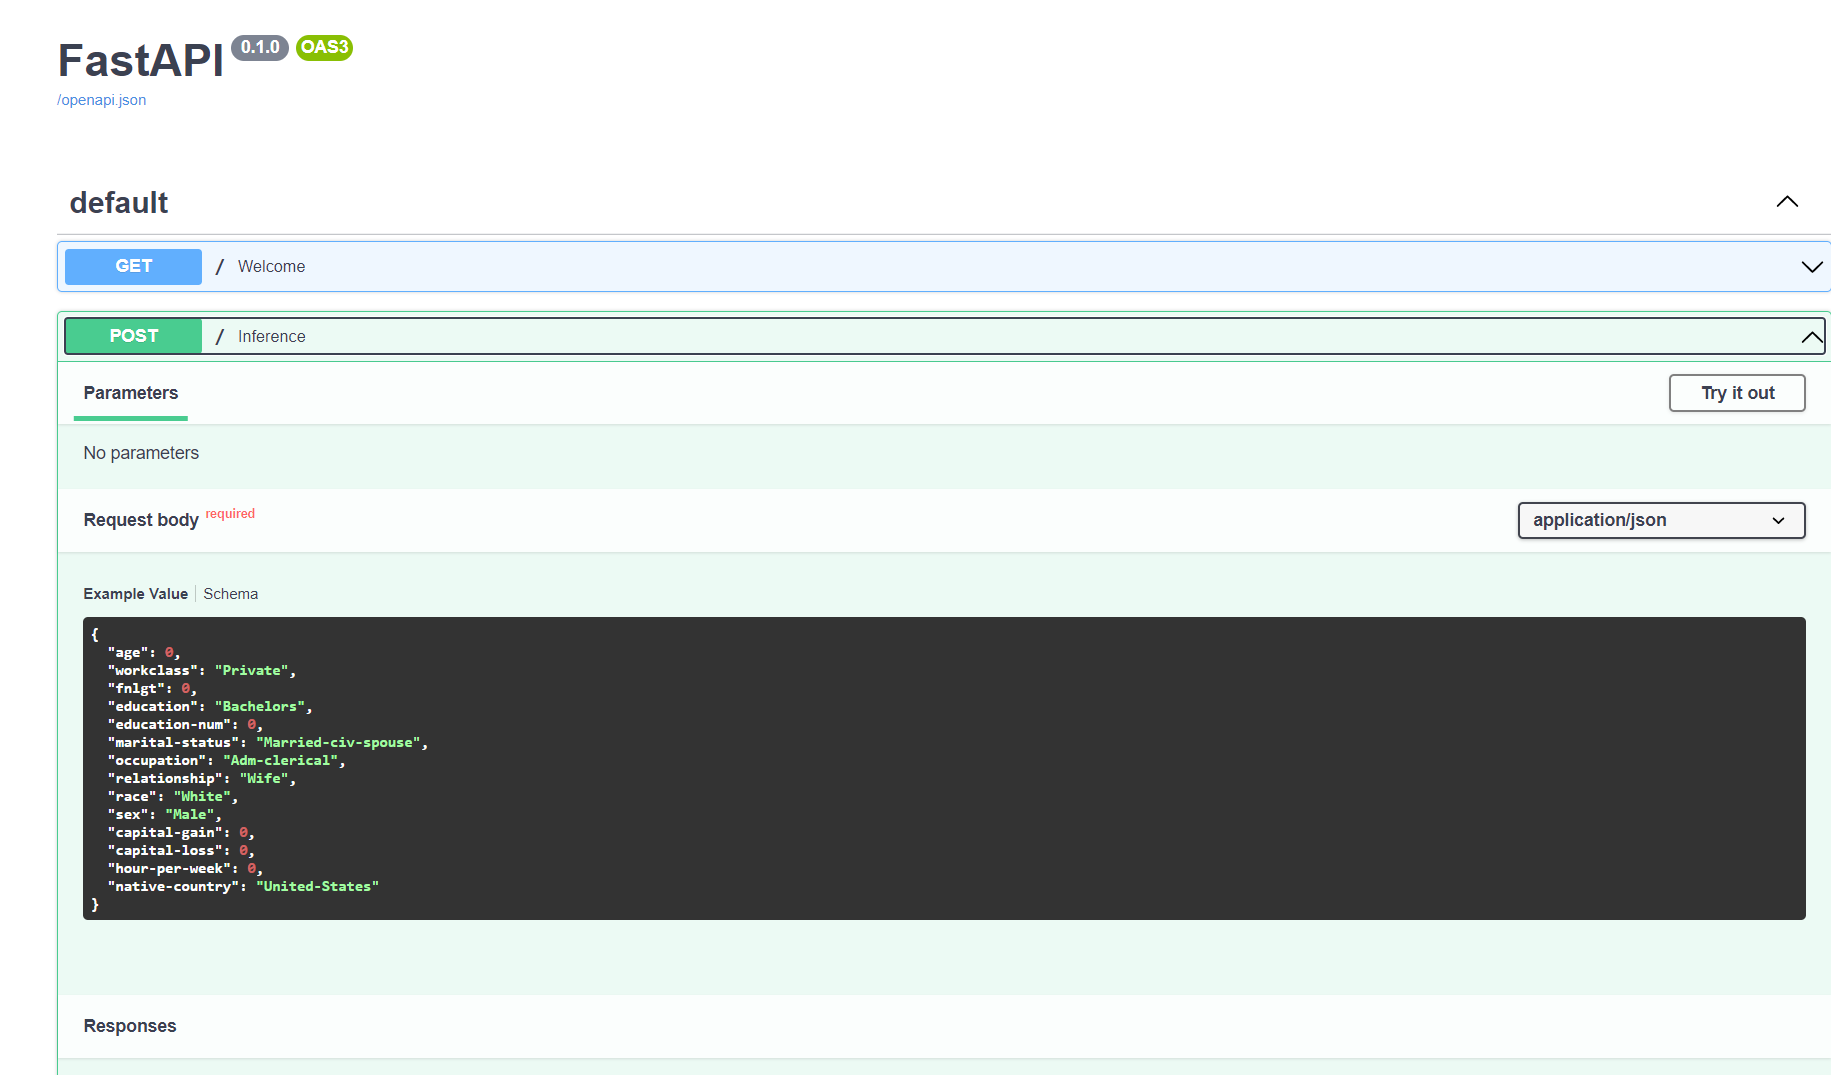 FastAPI 0.1.0 OAS3
/openapi.json
default
GET / Welcome
POST / Inference
Parameters Try it out
No parameters
Request body required application/json
Example Value Schema
{
"age": 0,
"workclass": "Private",
"fnlgt": 0,
"education": "Bachelors",
"education-num": 0,
"marital-status": "Married-civ-spouse",
"occupation": "Adm-clerical",
"relationship": "Wife",
"race": "White",
"sex": "Male",
"capital-gain": 0,
"capital-loss": 0,
"hour-per-week": 0,
"native-country": "United-States"
}
Responses